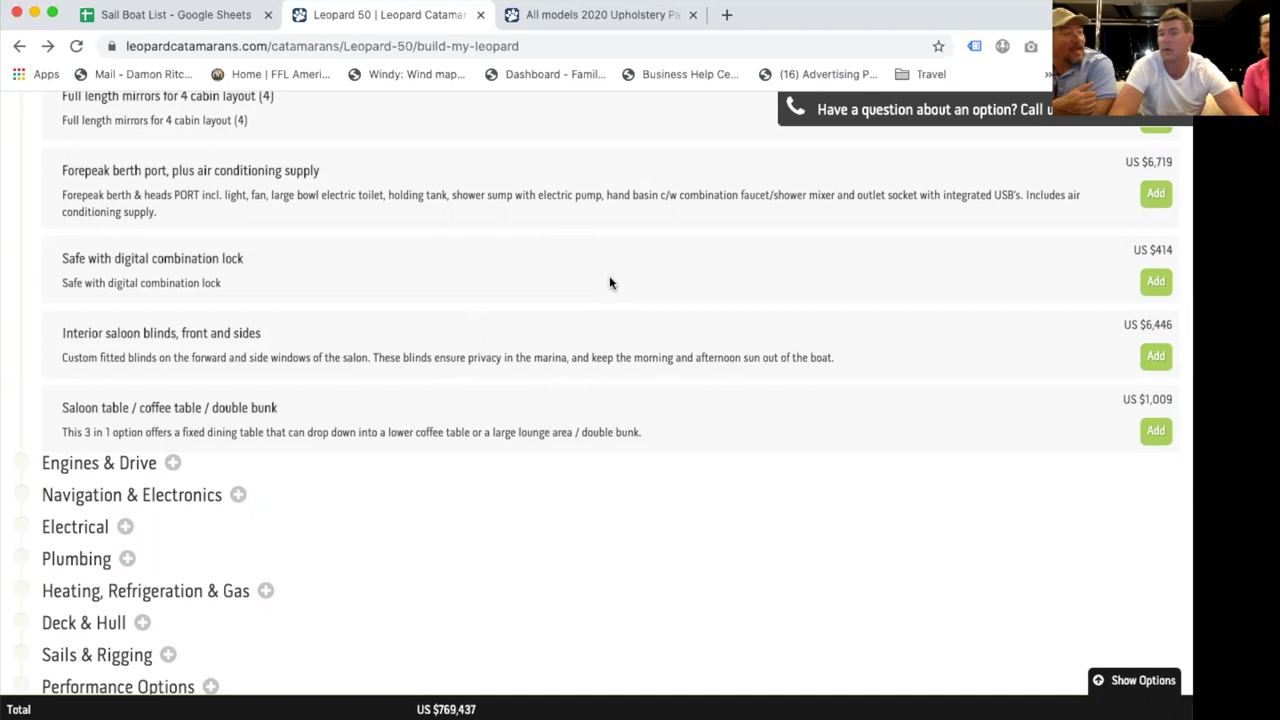 Sail Boat List - Google Sheets
Leopard 50 | Leopard Catamar
All models 2020 Upholstery Pa
leopardcatamarans.com/catamarans/Leopard-50/build-my-leopard
Apps
Mail - Damon Ritc...
Home | FFL Ameri...
Windy: Wind map...
Dashboard - Famil...
Business Help Ce...
(16) Advertising P...
Travel
»
Full length mirrors for 4 cabin layout (4)
Have a question about an option? Call u
Full length mirrors for 4 cabin layout (4)
Forepeak berth port, plus air conditioning supply
US $6,719
Forepeak berth & heads PORT incl. light, fan, large bowl electric toilet, holding tank, shower sump with electric pump, hand basin c/w combination faucet/shower mixer and outlet socket with integrated USB's. Includes air
conditioning supply.
Add
Safe with digital combination lock
US $414
Safe with digital combination lock
Add
Interior saloon blinds, front and sides
US $6,446
Custom fitted blinds on the forward and side windows of the salon. These blinds ensure privacy in the marina, and keep the morning and afternoon sun out of the boat.
Add
Saloon table / coffee table / double bunk
US $1,009
This 3 in 1 option offers a fixed dining table that can drop down into a lower coffee table or a large lounge area / double bunk.
Add
Engines & Drive
Navigation & Electronics
Electrical
Plumbing
Heating, Refrigeration & Gas
Deck & Hull
Sails & Rigging
Performance Options
Show Options
Total
US $769,437